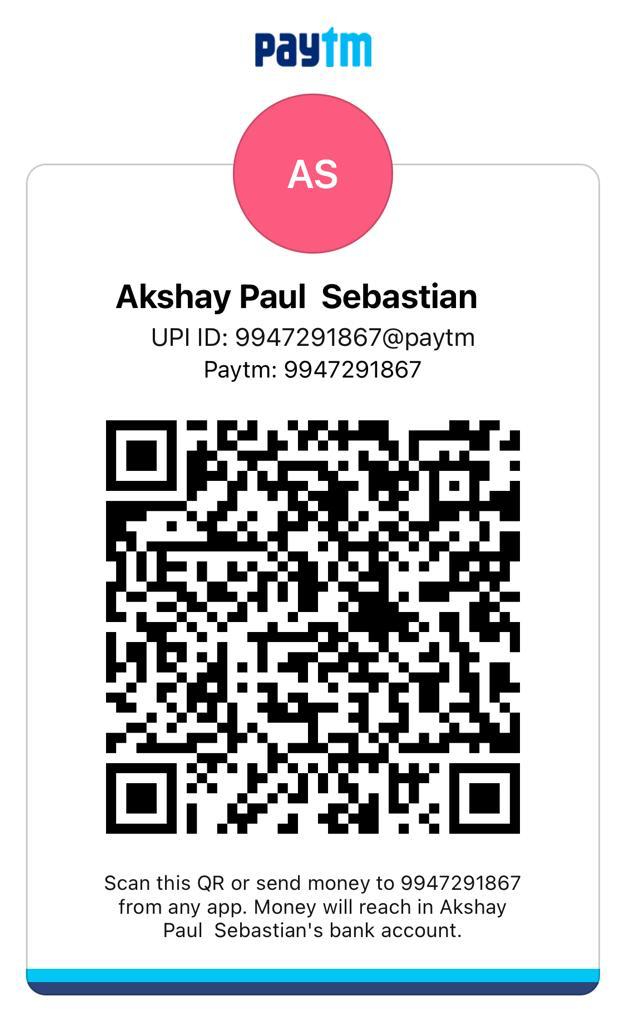 paytm
AS
Akshay Paul  Sebastian
UPI ID: 9947291867@paytm
Paytm: 9947291867
Scan this QR or send money to 9947291867
from any app. Money will reach in Akshay
Paul  Sebastian's bank account.